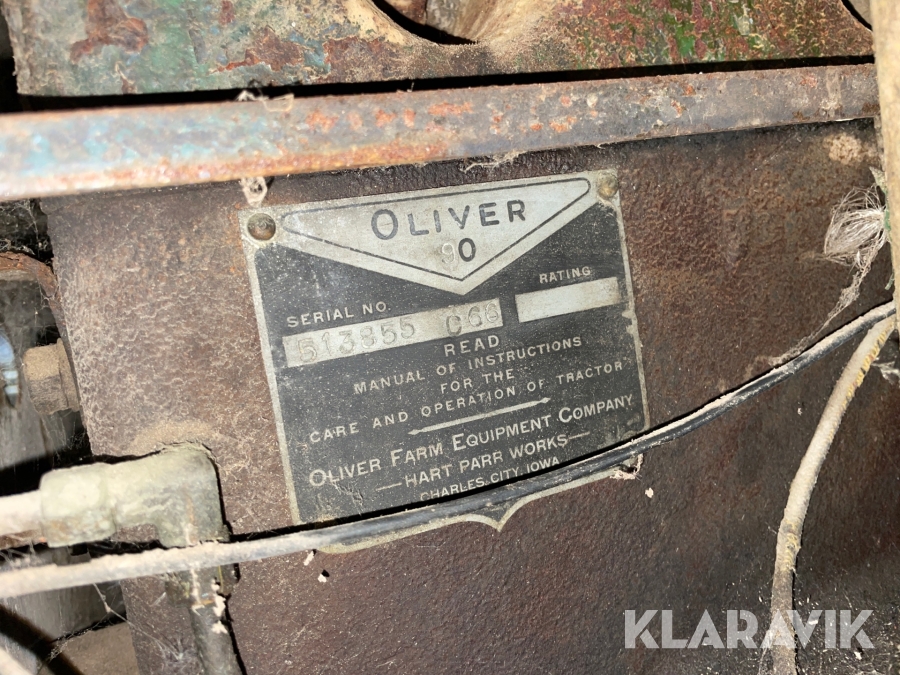 OLIVER
90
SERIAL NO.
RATING
513855 C60
READ
MANUAL OF INSTRUCTIONS
FOR THE
CARE AND OPERATION OF TRACTOR
OLIVER FARM EQUIPMENT COMPANY
—HART PARR WORKS—
CHARLES CITY, IOWA
KLARAVIK